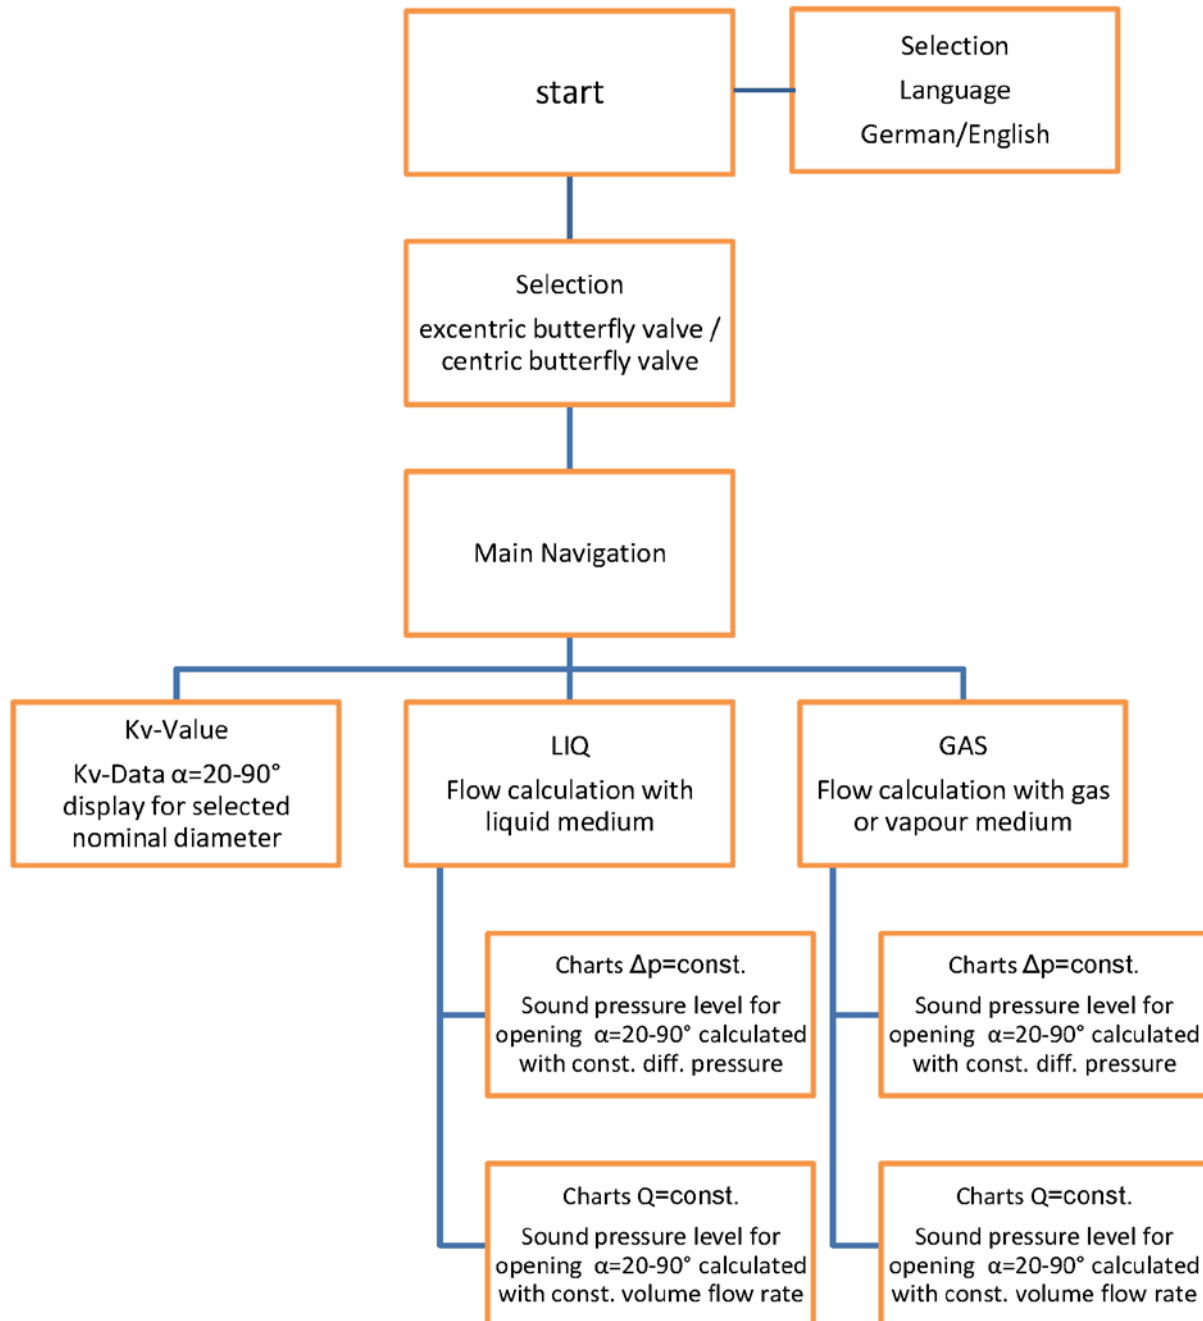 start
Selection
Language
German/English
Selection
excentric butterfly valve /
centric butterfly valve
Main Navigation
Kv-Value
Kv-Data α=20-90°
display for selected
nominal diameter
LIQ
Flow calculation with
liquid medium
GAS
Flow calculation with gas
or vapour medium
Charts Δp=const.
Sound pressure level for
opening α=20-90° calculated
with const. diff. pressure
Charts Δp=const.
Sound pressure level for
opening α=20-90° calculated
with const. diff. pressure
Charts Q=const.
Sound pressure level for
opening α=20-90° calculated
with const. volume flow rate
Charts Q=const.
Sound pressure level for
opening α=20-90° calculated
with const. volume flow rate